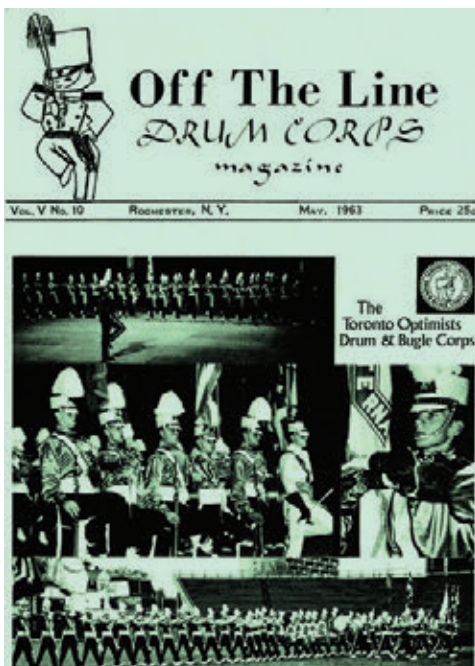 Off The Line
DRUM CORPS
magazine
VOL. V No. 10 ROCHESTER, N. Y. MAY, 1963 PRICE 25c
The
Toronto Optimists
Drum & Bugle Corps